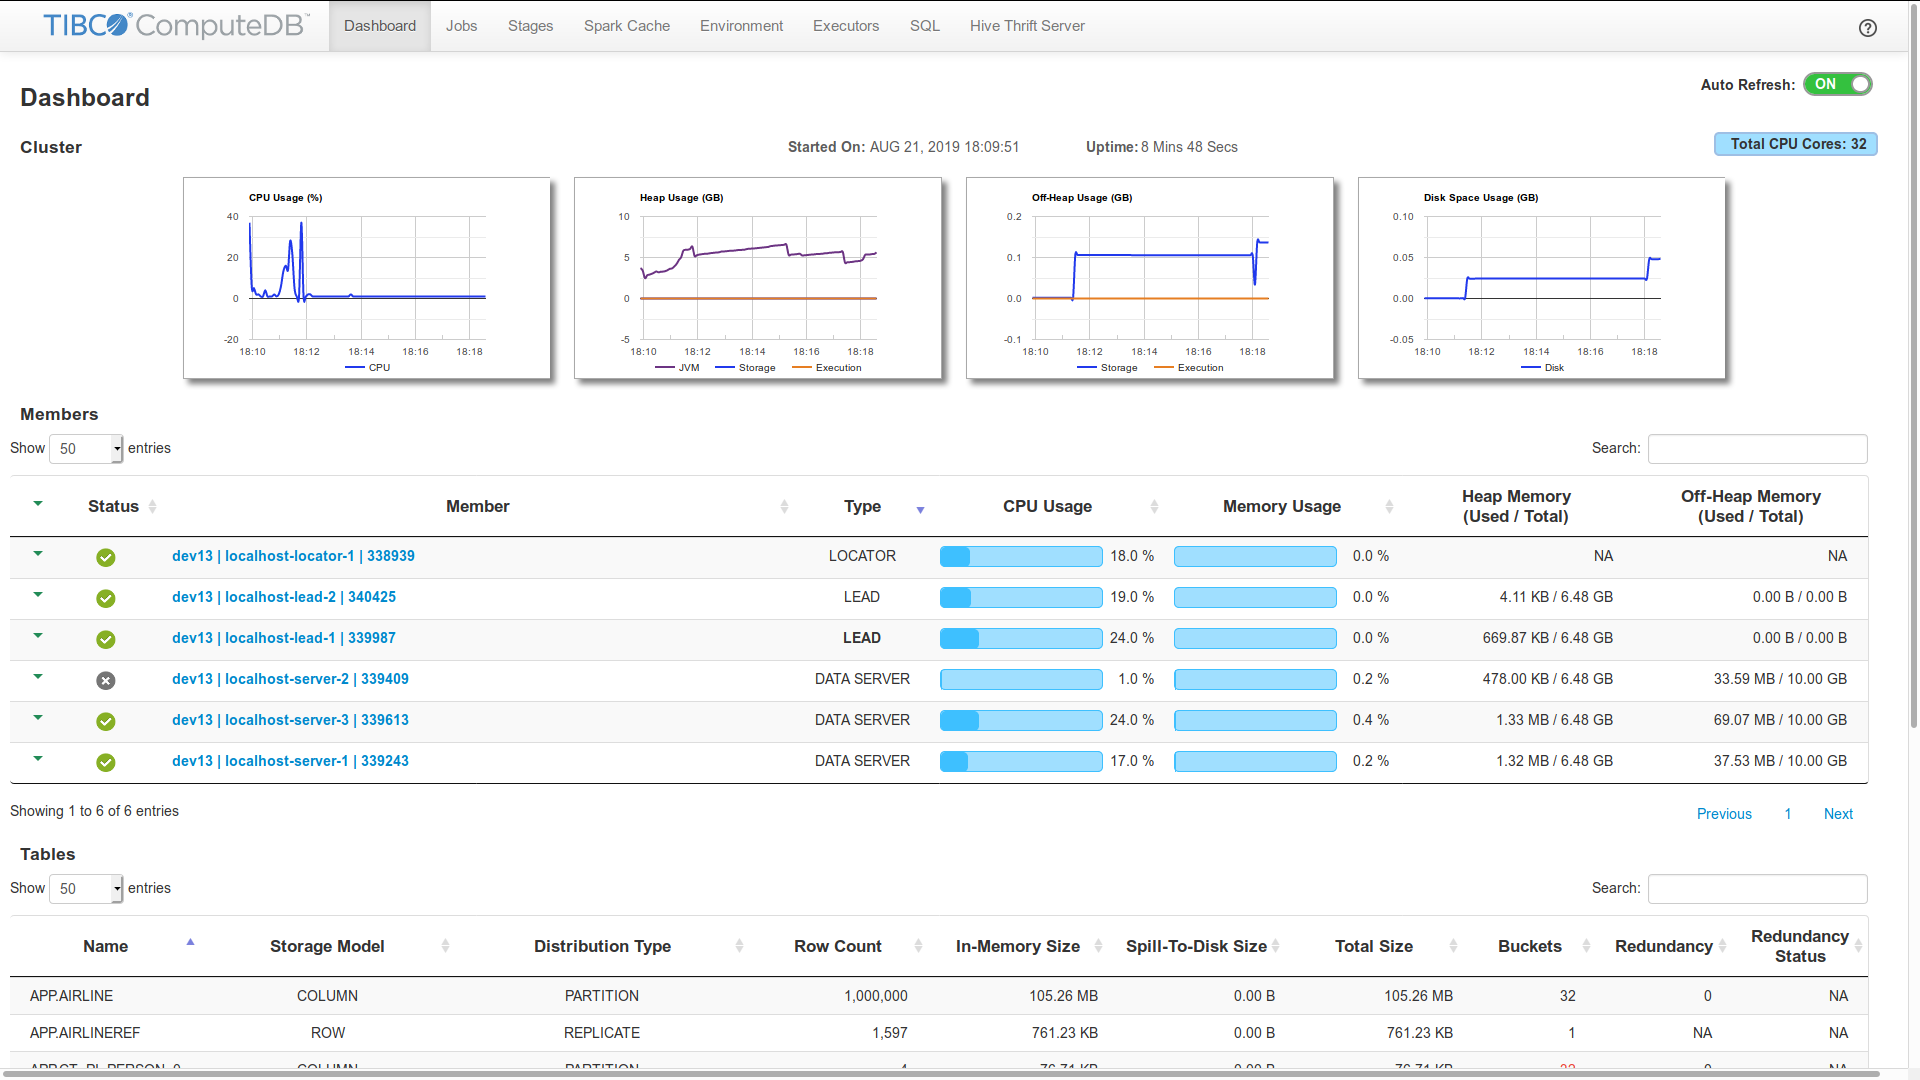 TIBCO® ComputeDB™ Dashboard Jobs Stages Spark Cache Environment Executors SQL Hive Thrift Server
Dashboard
Auto Refresh: ON
Cluster
Started On: AUG 21, 2019 18:09:51 Uptime: 8 Mins 48 Secs
Total CPU Cores: 32
CPU Usage (%)
40
20
0
-20
18:10 18:12 18:14 18:16 18:18
CPU
Heap Usage (GB)
10
5
0
-5
18:10 18:12 18:14 18:16 18:18
JVM Storage Execution
Off-Heap Usage (GB)
0.2
0.1
0.0
-0.1
18:10 18:12 18:14 18:16 18:18
Storage Execution
Disk Space Usage (GB)
0.10
0.05
0.00
-0.05
18:10 18:12 18:14 18:16 18:18
Disk
Members
Show 50 entries
Search:
Status Member Type CPU Usage Memory Usage Heap Memory (Used / Total) Off-Heap Memory (Used / Total)
dev13 | localhost-locator-1 | 338939 LOCATOR 18.0 % 0.0 % NA NA
dev13 | localhost-lead-2 | 340425 LEAD 19.0 % 0.0 % 4.11 KB / 6.48 GB 0.00 B / 0.00 B
dev13 | localhost-lead-1 | 339987 LEAD 24.0 % 0.0 % 669.87 KB / 6.48 GB 0.00 B / 0.00 B
dev13 | localhost-server-2 | 339409 DATA SERVER 1.0 % 0.2 % 478.00 KB / 6.48 GB 33.59 MB / 10.00 GB
dev13 | localhost-server-3 | 339613 DATA SERVER 24.0 % 0.4 % 1.33 MB / 6.48 GB 69.07 MB / 10.00 GB
dev13 | localhost-server-1 | 339243 DATA SERVER 17.0 % 0.2 % 1.32 MB / 6.48 GB 37.53 MB / 10.00 GB
Showing 1 to 6 of 6 entries
Previous 1 Next
Tables
Show 50 entries
Search:
Name Storage Model Distribution Type Row Count In-Memory Size Spill-To-Disk Size Total Size Buckets Redundancy Redundancy Status
APP.AIRLINE COLUMN PARTITION 1,000,000 105.26 MB 0.00 B 105.26 MB 32 0 NA
APP.AIRLINEREF ROW REPLICATE 1,597 761.23 KB 0.00 B 761.23 KB 1 NA NA